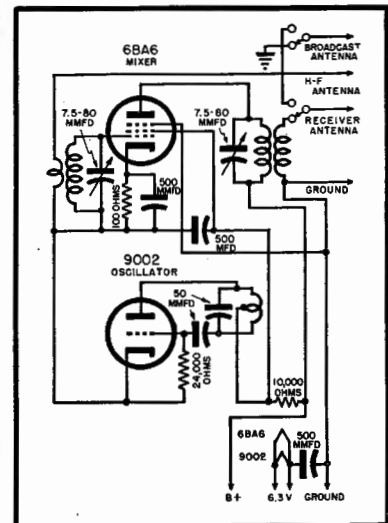 6BA6
MIXER
BROADCAST
ANTENNA
H-F
ANTENNA
7.5-80
MMFD
7.5-60
MMFD
RECEIVER
ANTENNA
100 OHMS
500
MMFD
GROUND
500
MFD
9002
OSCILLATOR
50
MMFD
24,000
OHMS
10,000
OHMS
6BA6
9002
500
MMFD
B+
6.3 V
GROUND